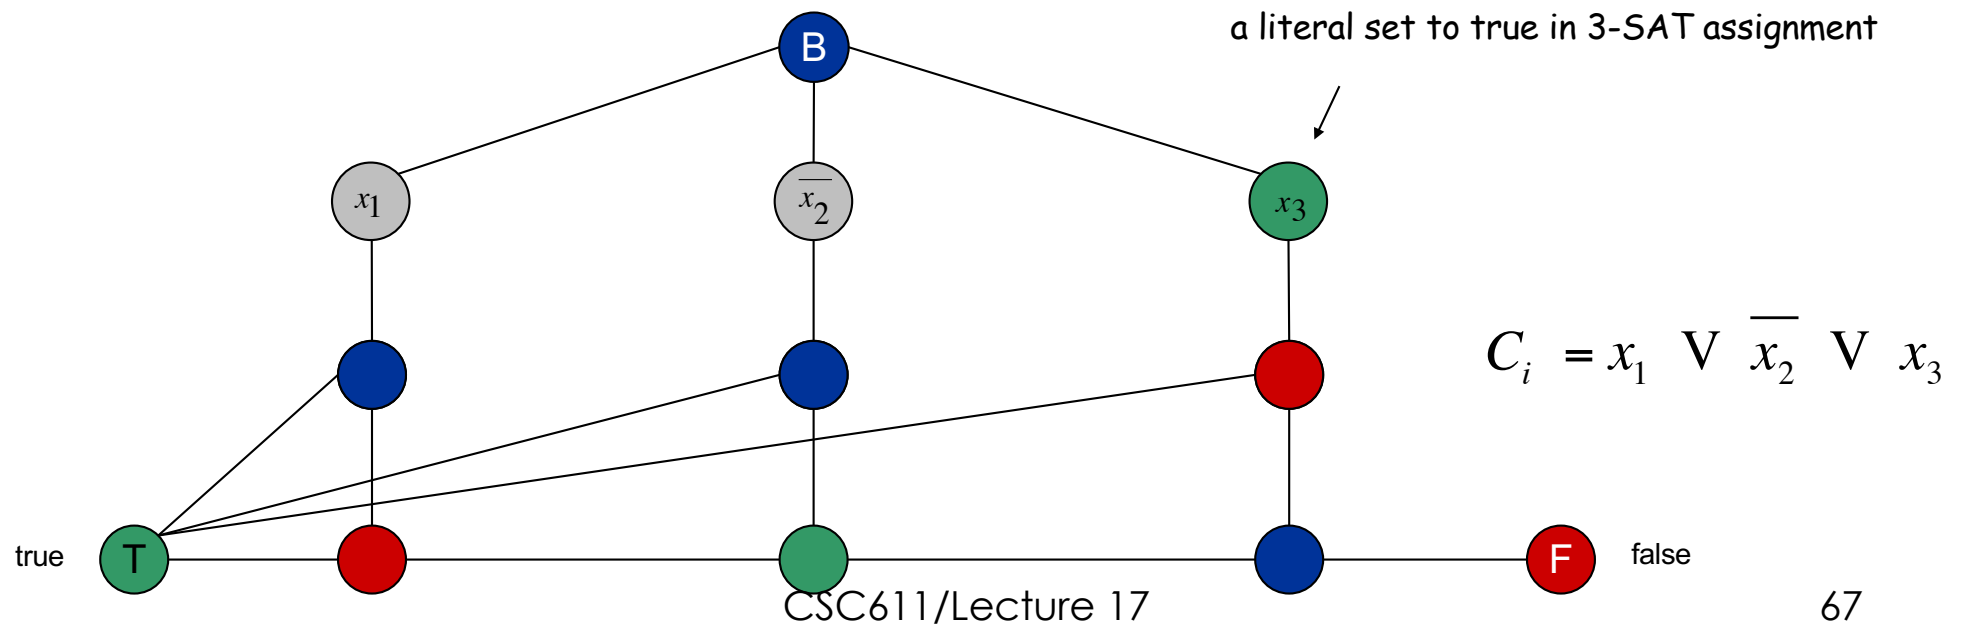 a literal set to true in 3-SAT assignment
B
x₁
x̅₂
x₃
C_i = x₁ V x̅₂ V x₃
true
T
F
false
CSC611/Lecture 17
67